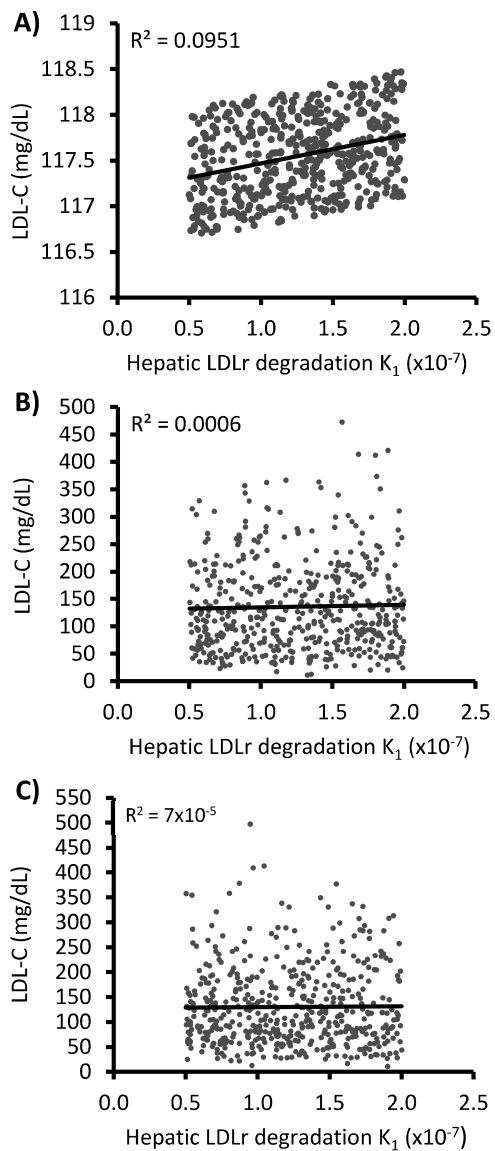 A)
R² = 0.0951
LDL-C (mg/dL)
119
118.5
118
117.5
117
116.5
116
0.0 0.5 1.0 1.5 2.0 2.5
Hepatic LDLr degradation K₁ (x10⁻⁷)
B)
R² = 0.0006
LDL-C (mg/dL)
500
450
400
350
300
250
200
150
100
50
0
0.0 0.5 1.0 1.5 2.0 2.5
Hepatic LDLr degradation K₁ (x10⁻⁷)
C)
R² = 7x10⁻⁵
LDL-C (mg/dL)
550
500
450
400
350
300
250
200
150
100
50
0
0.0 0.5 1.0 1.5 2.0 2.5
Hepatic LDLr degradation K₁ (x10⁻⁷)